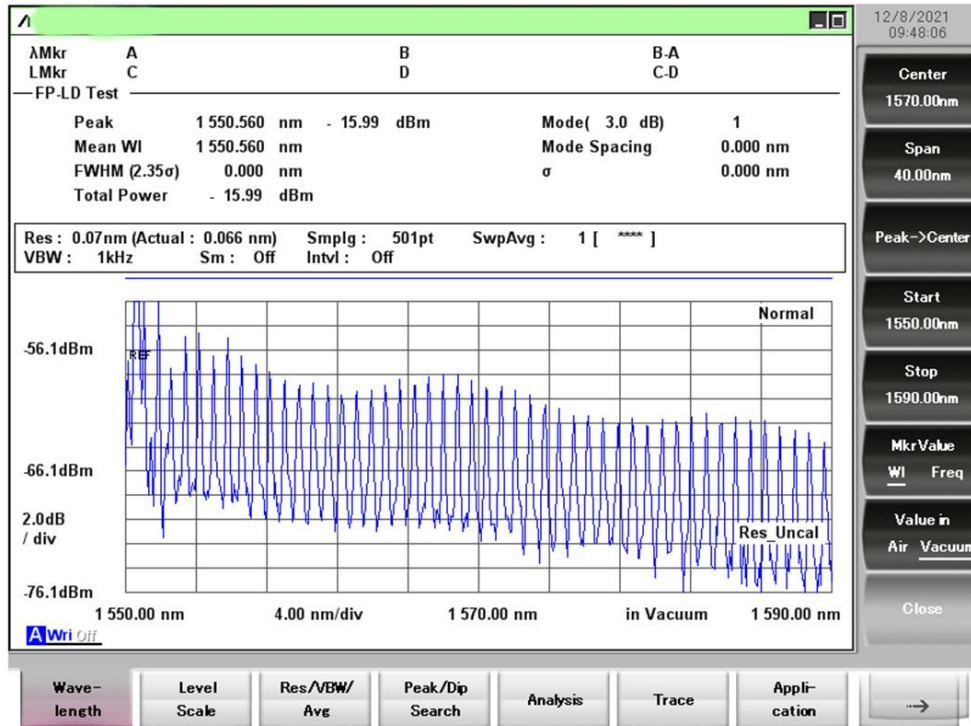 12/8/2021
09:48:06
λMkr A B B-A
LMkr C D C-D
FP-LD Test
Peak 1 550.560 nm - 15.99 dBm Mode( 3.0 dB) 1
Mean Wl 1 550.560 nm Mode Spacing 0.000 nm
FWHM (2.35σ) 0.000 nm σ 0.000 nm
Total Power - 15.99 dBm
Res : 0.07nm (Actual : 0.066 nm) Smplg : 501pt SwpAvg : 1 [ **** ]
VBW : 1kHz Sm : Off Intvl : Off
Normal
-56.1dBm
REF
-66.1dBm
2.0dB
/ div
Res_Uncal
-76.1dBm
1 550.00 nm 4.00 nm/div 1 570.00 nm in Vacuum 1 590.00 nm
A Wri Off
Center
1570.00nm
Span
40.00nm
Peak->Center
Start
1550.00nm
Stop
1590.00nm
Mkr Value
Wl Freq
Value in
Air Vacuum
Close
Wave-
length
Level
Scale
Res/VBW/
Avg
Peak/Dip
Search
Analysis
Trace
Appli-
cation